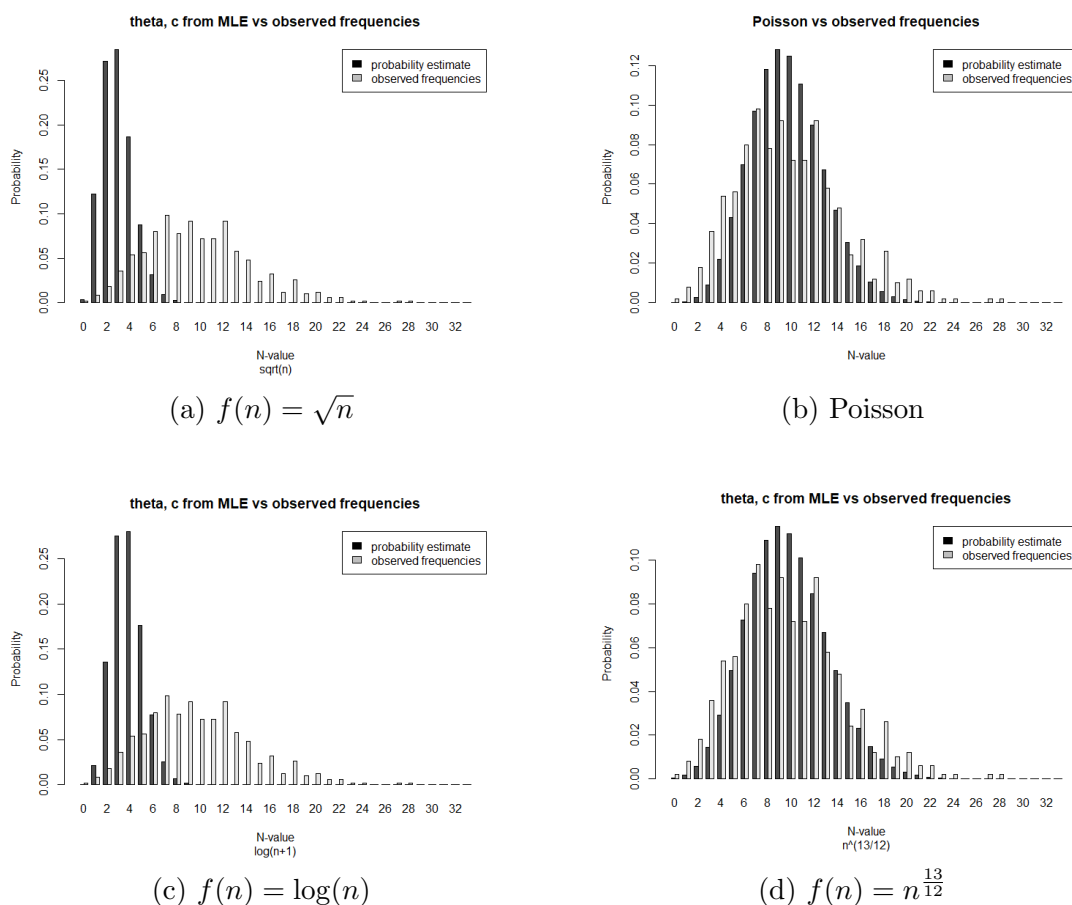 theta, c from MLE vs observed frequencies
probability estimate
observed frequencies
Probability
0.00 0.05 0.10 0.15 0.20 0.25
0 2 4 6 8 10 12 14 16 18 20 22 24 26 28 30 32
N-value
sqrt(n)
(a) f(n) = √n
Poisson vs observed frequencies
probability estimate
observed frequencies
Probability
0.00 0.02 0.04 0.06 0.08 0.10 0.12
0 2 4 6 8 10 12 14 16 18 20 22 24 26 28 30 32
N-value
(b) Poisson
theta, c from MLE vs observed frequencies
probability estimate
observed frequencies
Probability
0.00 0.05 0.10 0.15 0.20 0.25
0 2 4 6 8 10 12 14 16 18 20 22 24 26 28 30 32
N-value
log(n+1)
(c) f(n) = log(n)
theta, c from MLE vs observed frequencies
probability estimate
observed frequencies
Probability
0.00 0.02 0.04 0.06 0.08 0.10
0 2 4 6 8 10 12 14 16 18 20 22 24 26 28 30 32
N-value
n^(13/12)
(d) f(n) = n^{13/12}